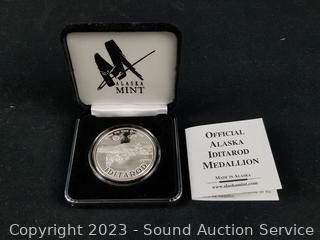 ALASKA
MINT
IDITAROD
OFFICIAL
ALASKA
IDITAROD
MEDALLION
MADE IN ALASKA
www.alaskamint.com
Copyright 2023 - Sound Auction Service